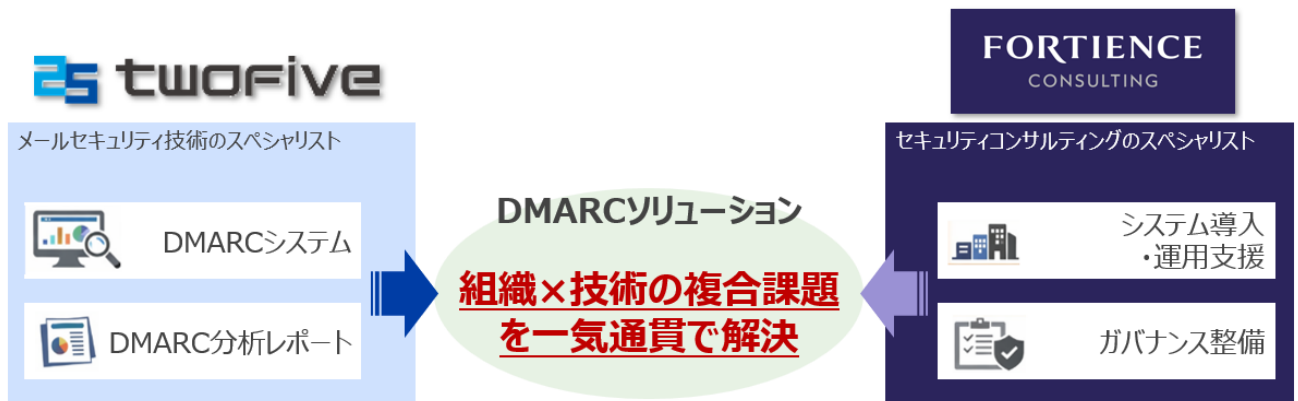 25 twofive
メールセキュリティ技術のスペシャリスト
DMARCシステム
DMARC分析レポート
DMARCソリューション
組織×技術の複合課題
を一気通貫で解決
FORTIENCE
CONSULTING
セキュリティコンサルティングのスペシャリスト
システム導入
・運用支援
ガバナンス整備